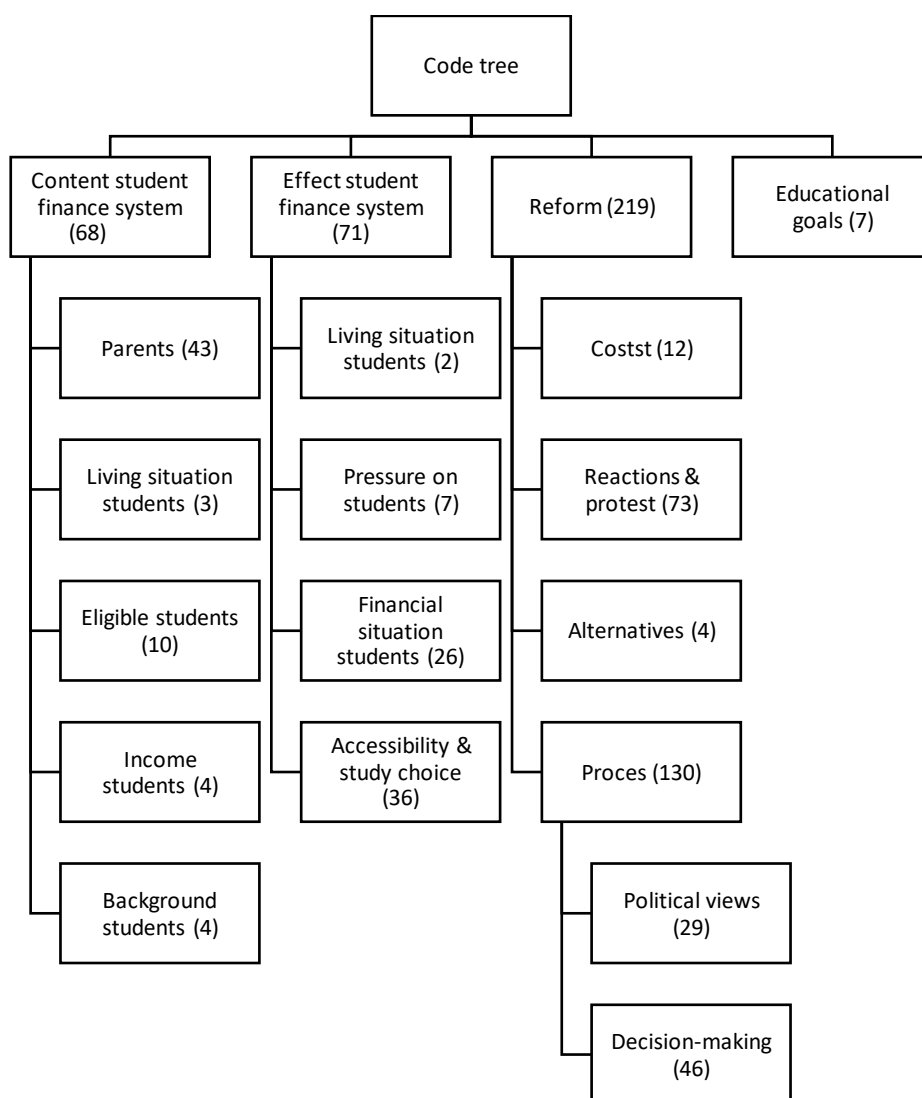 Code tree
Content student
finance system
(68)
Effect student
finance system
(71)
Reform (219)
Educational
goals (7)
Parents (43)
Living situation
students (2)
Costst (12)
Living situation
students (3)
Pressure on
students (7)
Reactions &
protest (73)
Eligible students
(10)
Financial
situation
students (26)
Alternatives (4)
Income
students (4)
Accessibility &
study choice
(36)
Proces (130)
Background
students (4)
Political views
(29)
Decision-making
(46)